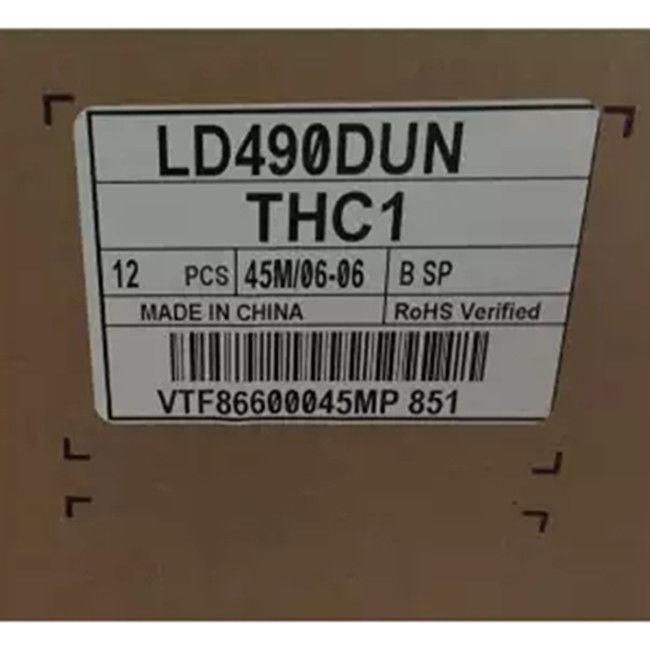 LD490DUN
THC1
12 PCS 45M/06-06 B SP
MADE IN CHINA RoHS Verified
VTF86600045MP 851